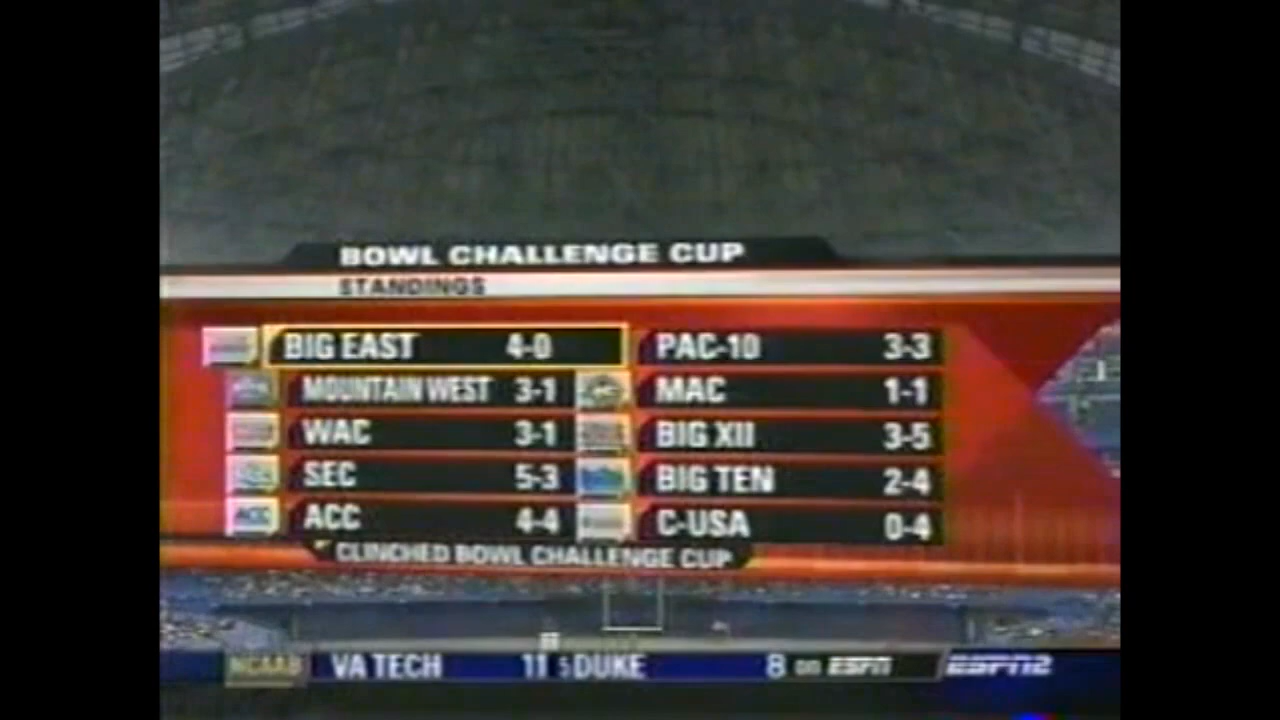 BOWL CHALLENGE CUP
STANDINGS
BIG EAST 4-0 PAC-10 3-3
MOUNTAIN WEST 3-1 MAC 1-1
WAC 3-1 BIG XII 3-5
SEC 5-3 BIG TEN 2-4
ACC ACC 4-4 C-USA 0-4
CLINCHED BOWL CHALLENGE CUP
NCAAB VA TECH 11 5 DUKE 8 on ESPN ESPN2